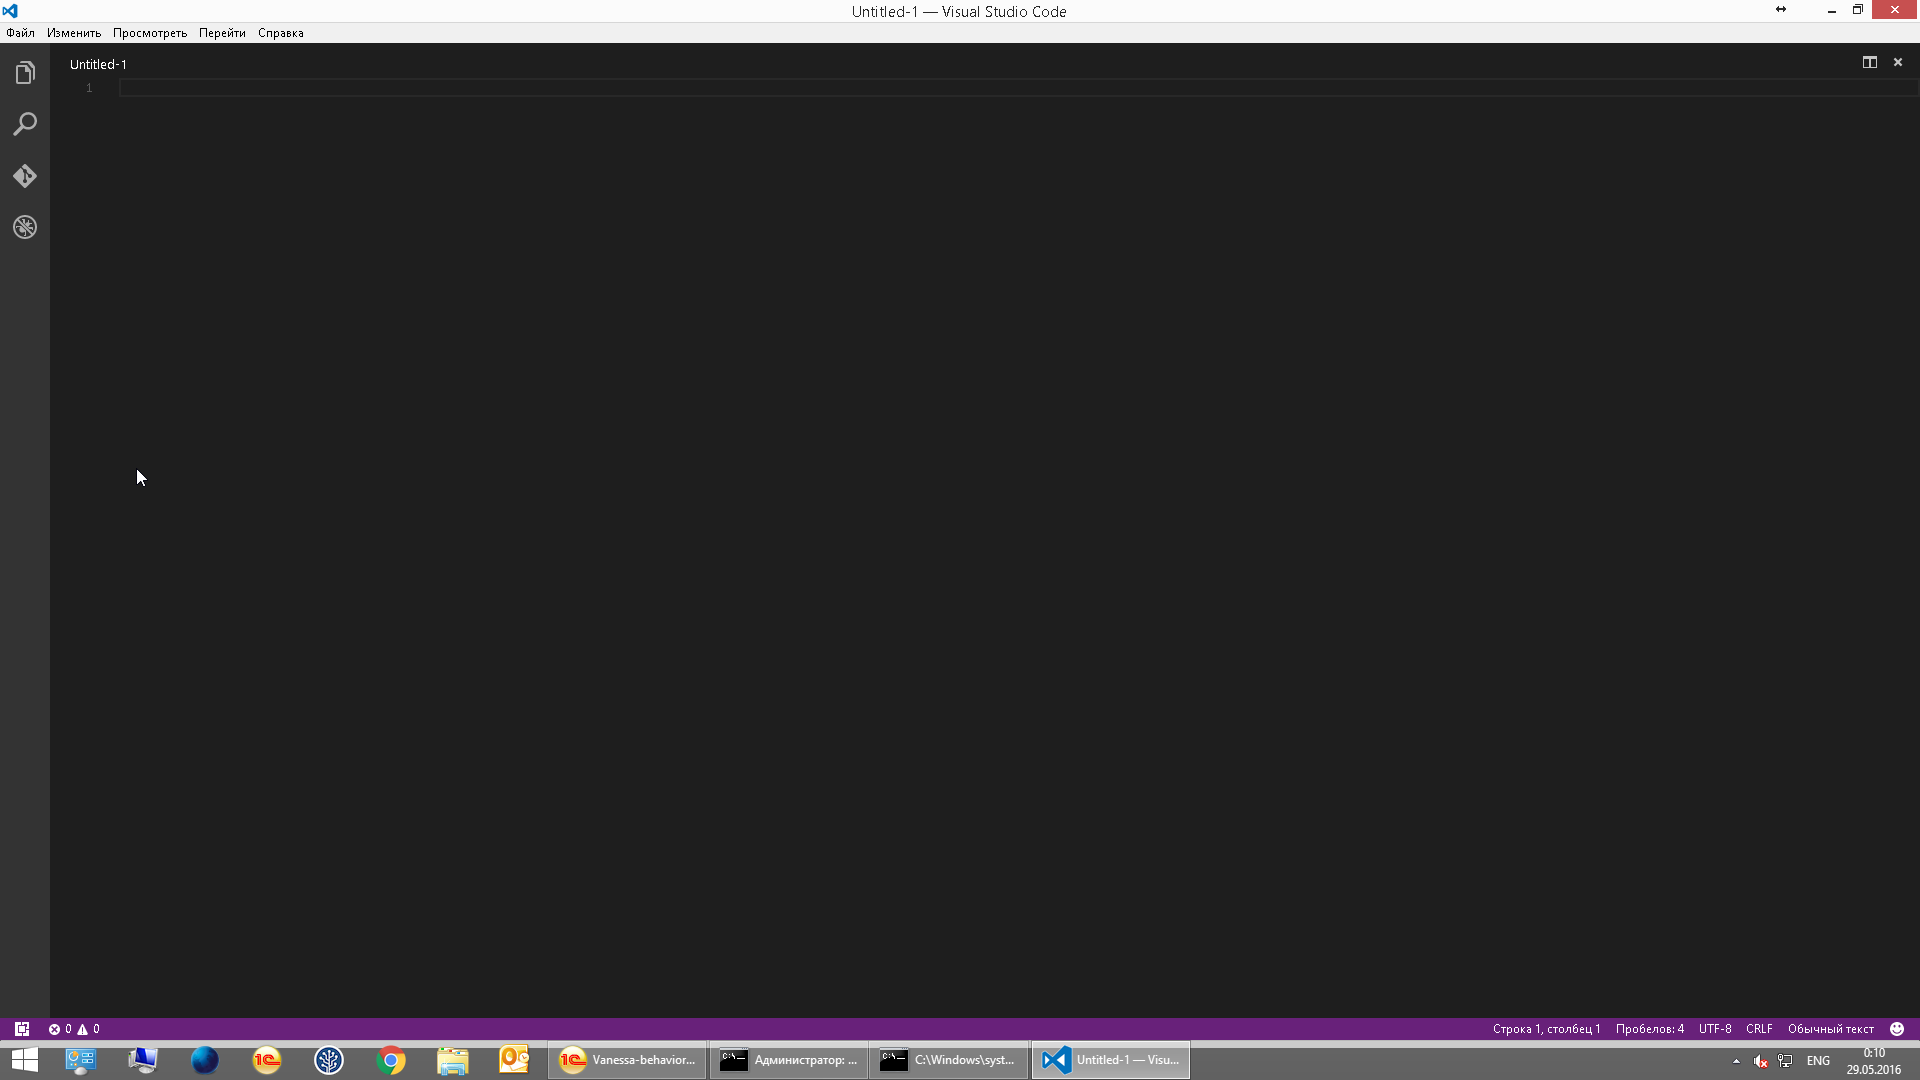 Untitled-1 — Visual Studio Code
Файл Изменить Просмотреть Перейти Справка
Untitled-1
1
0 0 Строка 1, столбец 1 Пробелов: 4 UTF-8 CRLF Обычный текст
Vanessa-behavior... Администратор: ... C:\Windows\syst... Untitled-1 — Visu... ENG 0:10
29.05.2016